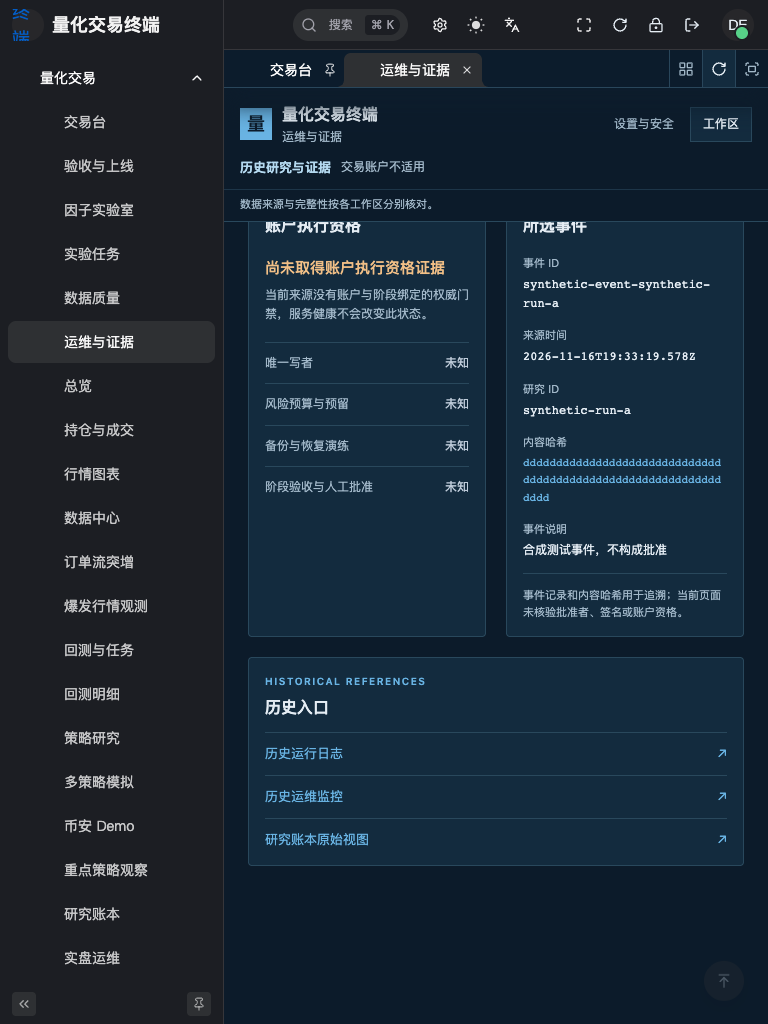 终端
量化交易终端
搜索
⌘ K
DE
量化交易
交易台
验收与上线
因子实验室
实验任务
数据质量
运维与证据
总览
持仓与成交
行情图表
数据中心
订单流突增
爆发行情观测
回测与任务
回测明细
策略研究
多策略模拟
币安 Demo
重点策略观察
研究账本
实盘运维
交易台
运维与证据
量
量化交易终端
运维与证据
设置与安全
工作区
历史研究与证据 交易账户不适用
数据来源与完整性按各工作区分别核对。
账户执行资格
尚未取得账户执行资格证据
当前来源没有账户与阶段绑定的权威门
禁，服务健康不会改变此状态。
唯一写者 未知
风险预算与预留 未知
备份与恢复演练 未知
阶段验收与人工批准 未知
所选事件
事件 ID
synthetic-event-synthetic-
run-a
来源时间
2026-11-16T19:33:19.578Z
研究 ID
synthetic-run-a
内容哈希
dddddddddddddddddddddddddddddd
dddddddddddddddddddddddddddddd
dddd
事件说明
合成测试事件，不构成批准
事件记录和内容哈希用于追溯；当前页面
未核验批准者、签名或账户资格。
HISTORICAL REFERENCES
历史入口
历史运行日志
历史运维监控
研究账本原始视图